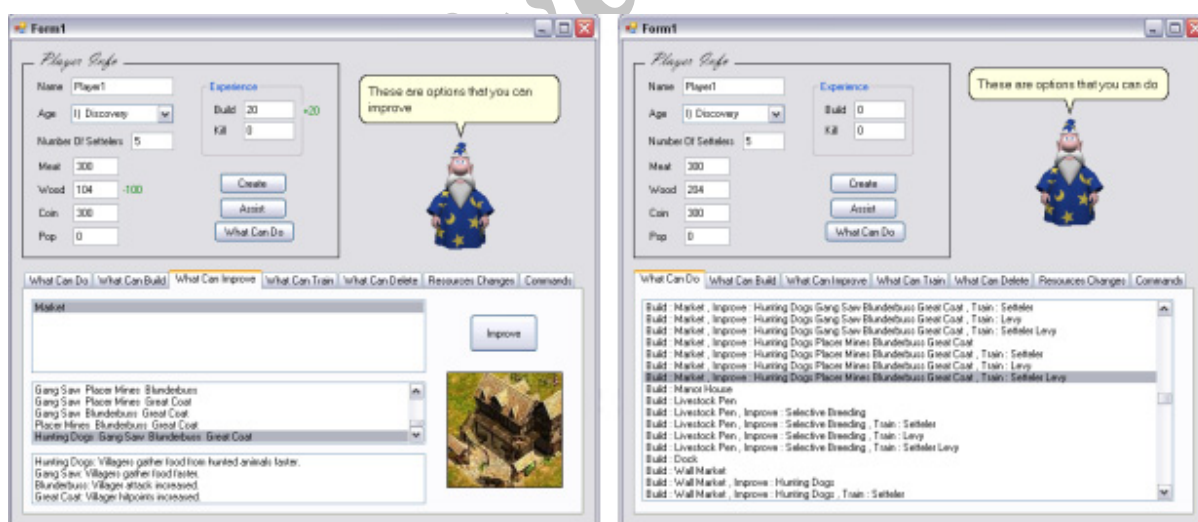 Form1
Player Info
Name Player1
Age I) Discovery
Number Of Settelers 5
Meat 300
Wood 104 -100
Coin 300
Pop 0
Experience
Build 20 +20
Kill 0
Create
Assist
What Can Do
These are options that you can
improve
What Can Do What Can Build What Can Improve What Can Train What Can Delete Resources Changes Commands
Market
Improve
Gang Saw Placer Mines Blunderbuss
Gang Saw Placer Mines Great Coat
Gang Saw Blunderbuss Great Coat
Placer Mines Blunderbuss Great Coat
Hunting Dogs Gang Saw Blunderbuss Great Coat
Hunting Dogs: Villagers gather food from hunted animals faster.
Gang Saw: Villagers gather food faster.
Blunderbuss: Villager attack increased.
Great Coat: Villager hitpoints increased.
Form1
Player Info
Name Player1
Age I) Discovery
Number Of Settelers 5
Meat 300
Wood 204
Coin 300
Pop 0
Experience
Build 0
Kill 0
Create
Assist
What Can Do
These are options that you can do
What Can Do What Can Build What Can Improve What Can Train What Can Delete Resources Changes Commands
Build : Market , Improve : Hunting Dogs Gang Saw Blunderbuss Great Coat , Train : Setteler
Build : Market , Improve : Hunting Dogs Gang Saw Blunderbuss Great Coat , Train : Levy
Build : Market , Improve : Hunting Dogs Gang Saw Blunderbuss Great Coat , Train : Setteler Levy
Build : Market , Improve : Hunting Dogs Placer Mines Blunderbuss Great Coat
Build : Market , Improve : Hunting Dogs Placer Mines Blunderbuss Great Coat , Train : Setteler
Build : Market , Improve : Hunting Dogs Placer Mines Blunderbuss Great Coat , Train : Levy
Build : Market , Improve : Hunting Dogs Placer Mines Blunderbuss Great Coat , Train : Setteler Levy
Build : Manor House
Build : Livestock Pen
Build : Livestock Pen , Improve : Selective Breeding
Build : Livestock Pen , Improve : Selective Breeding , Train : Setteler
Build : Livestock Pen , Improve : Selective Breeding , Train : Levy
Build : Livestock Pen , Improve : Selective Breeding , Train : Setteler Levy
Build : Dock
Build : Wall Market
Build : Wall Market , Improve : Hunting Dogs
Build : Wall Market , Improve : Hunting Dogs , Train : Setteler